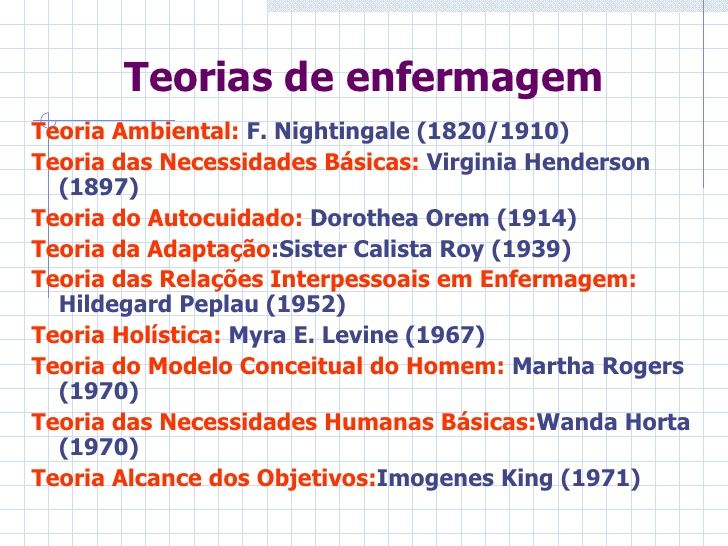 Teorias de enfermagem
Teoria Ambiental: F. Nightingale (1820/1910)
Teoria das Necessidades Básicas: Virginia Henderson
(1897)
Teoria do Autocuidado: Dorothea Orem (1914)
Teoria da Adaptação:Sister Calista Roy (1939)
Teoria das Relações Interpessoais em Enfermagem:
Hildegard Peplau (1952)
Teoria Holística: Myra E. Levine (1967)
Teoria do Modelo Conceitual do Homem: Martha Rogers
(1970)
Teoria das Necessidades Humanas Básicas:Wanda Horta
(1970)
Teoria Alcance dos Objetivos:Imogenes King (1971)